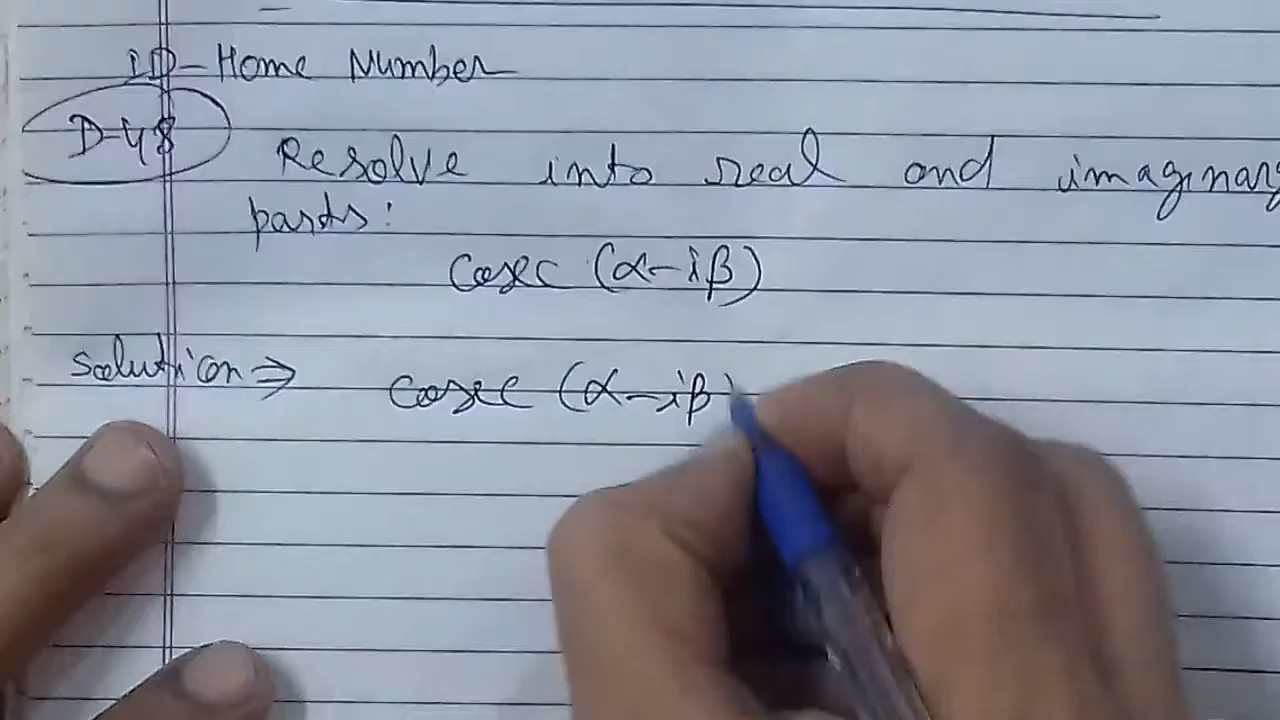 ID-Home Number
D-48
Resolve into real and imaginary
parts:
Cosec (α-iβ)
Solution ⇒ Cosec (α-iβ)